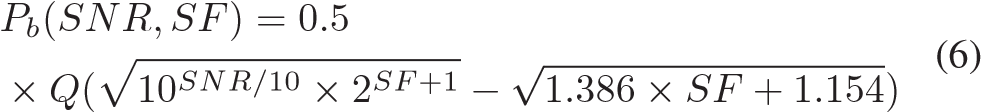 P_b(SNR, SF) = 0.5
× Q(√(10^{SNR/10} × 2^{SF+1}) − √(1.386 × SF + 1.154)) (6)